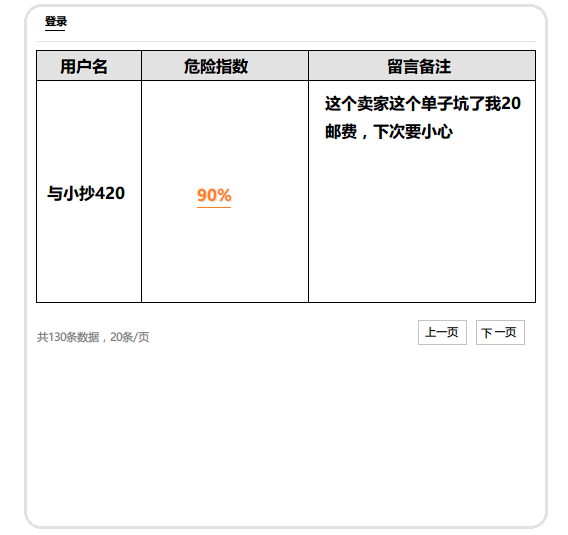 登录
用户名 危险指数 留言备注
这个卖家这个单子坑了我20
邮费，下次要小心
与小抄420 90%
共130条数据，20条/页 上一页 下一页